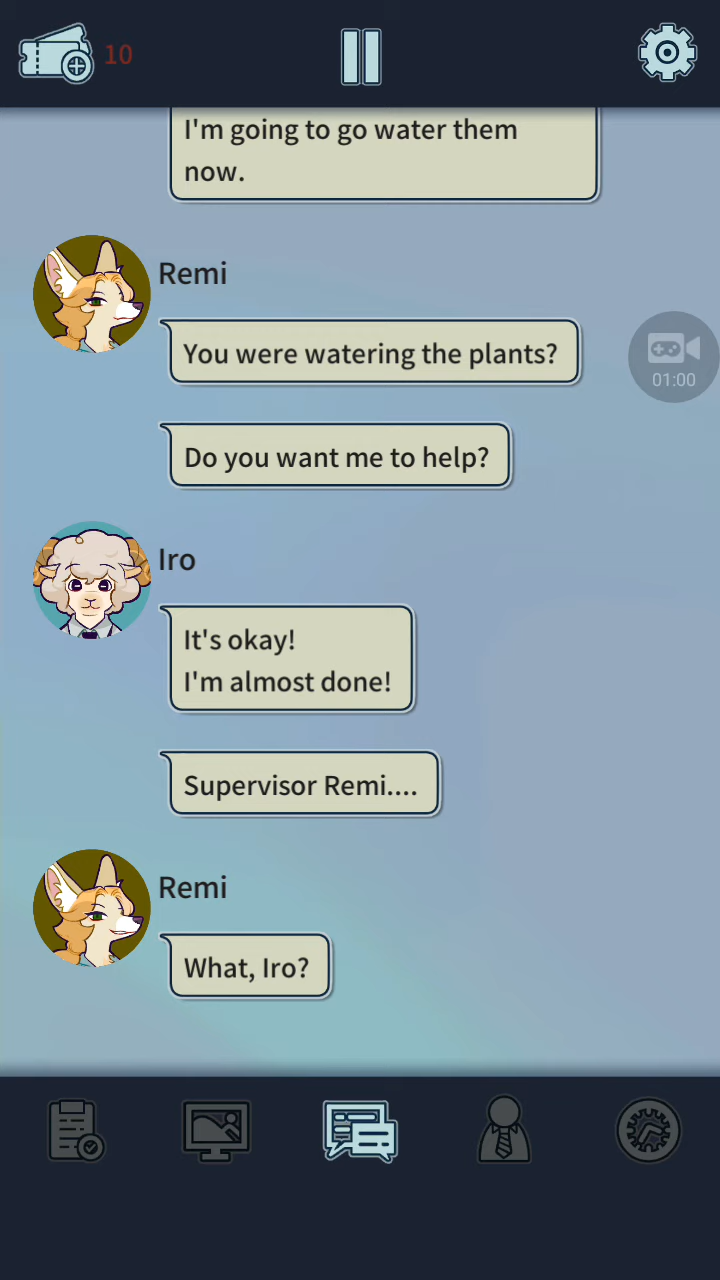 10
I'm going to go water them
now.
Remi
You were watering the plants?
01:00
Do you want me to help?
Iro
It's okay!
I'm almost done!
Supervisor Remi....
Remi
What, Iro?